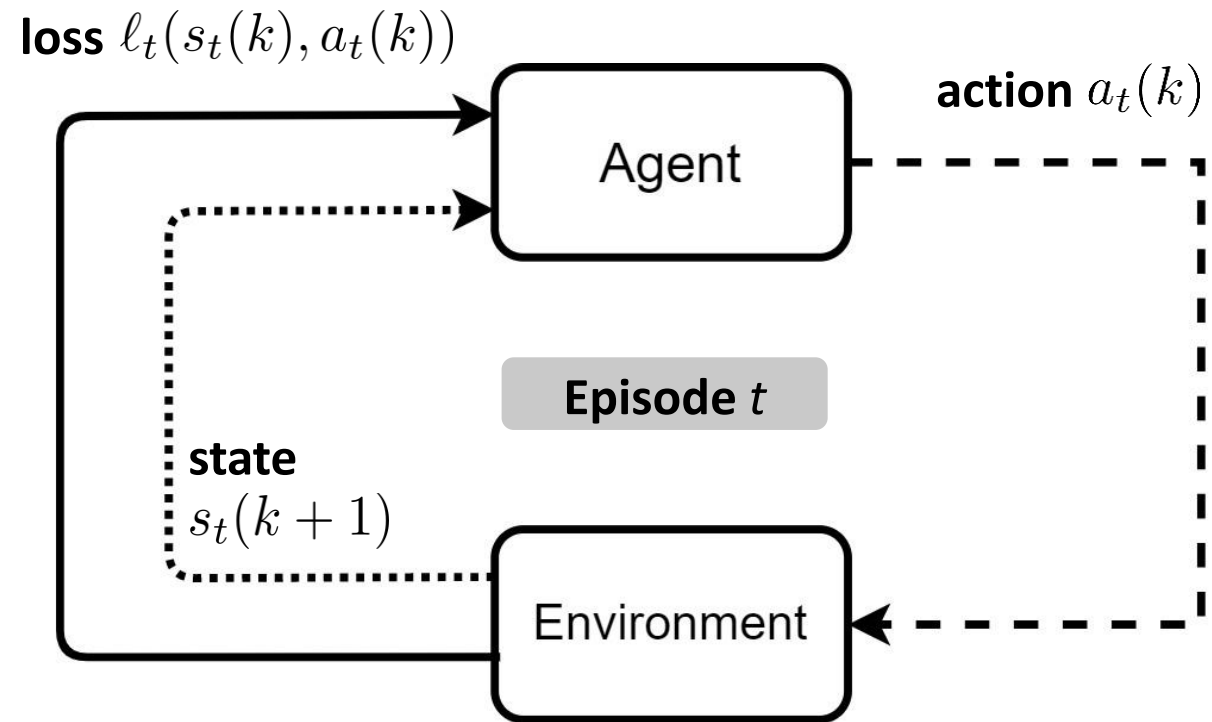 loss ℓ_t(s_t(k), a_t(k))
action a_t(k)
Agent
Episode t
state
s_t(k + 1)
Environment